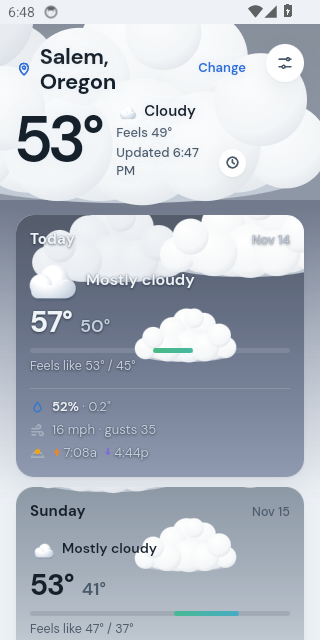 6:48
Salem,
Oregon
Change
53°
Cloudy
Feels 49°
Updated 6:47
PM
Today
Nov 14
Mostly cloudy
57° 50°
Feels like 53° / 45°
52% · 0.2"
16 mph · gusts 35
7:08a 4:44p
Sunday
Nov 15
Mostly cloudy
53° 41°
Feels like 47° / 37°